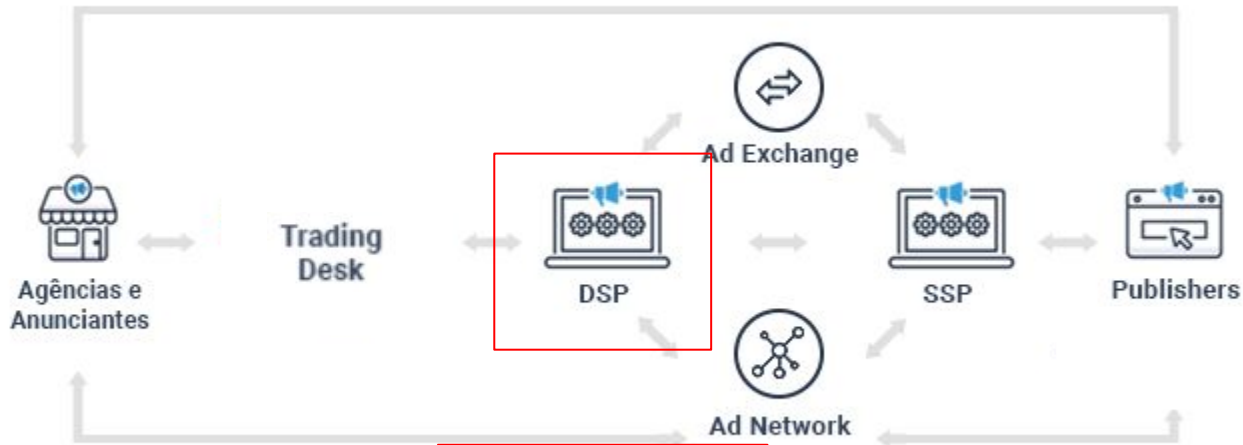 Ad Exchange
Trading
Desk
Agências e
Anunciantes
DSP
SSP
Publishers
Ad Network